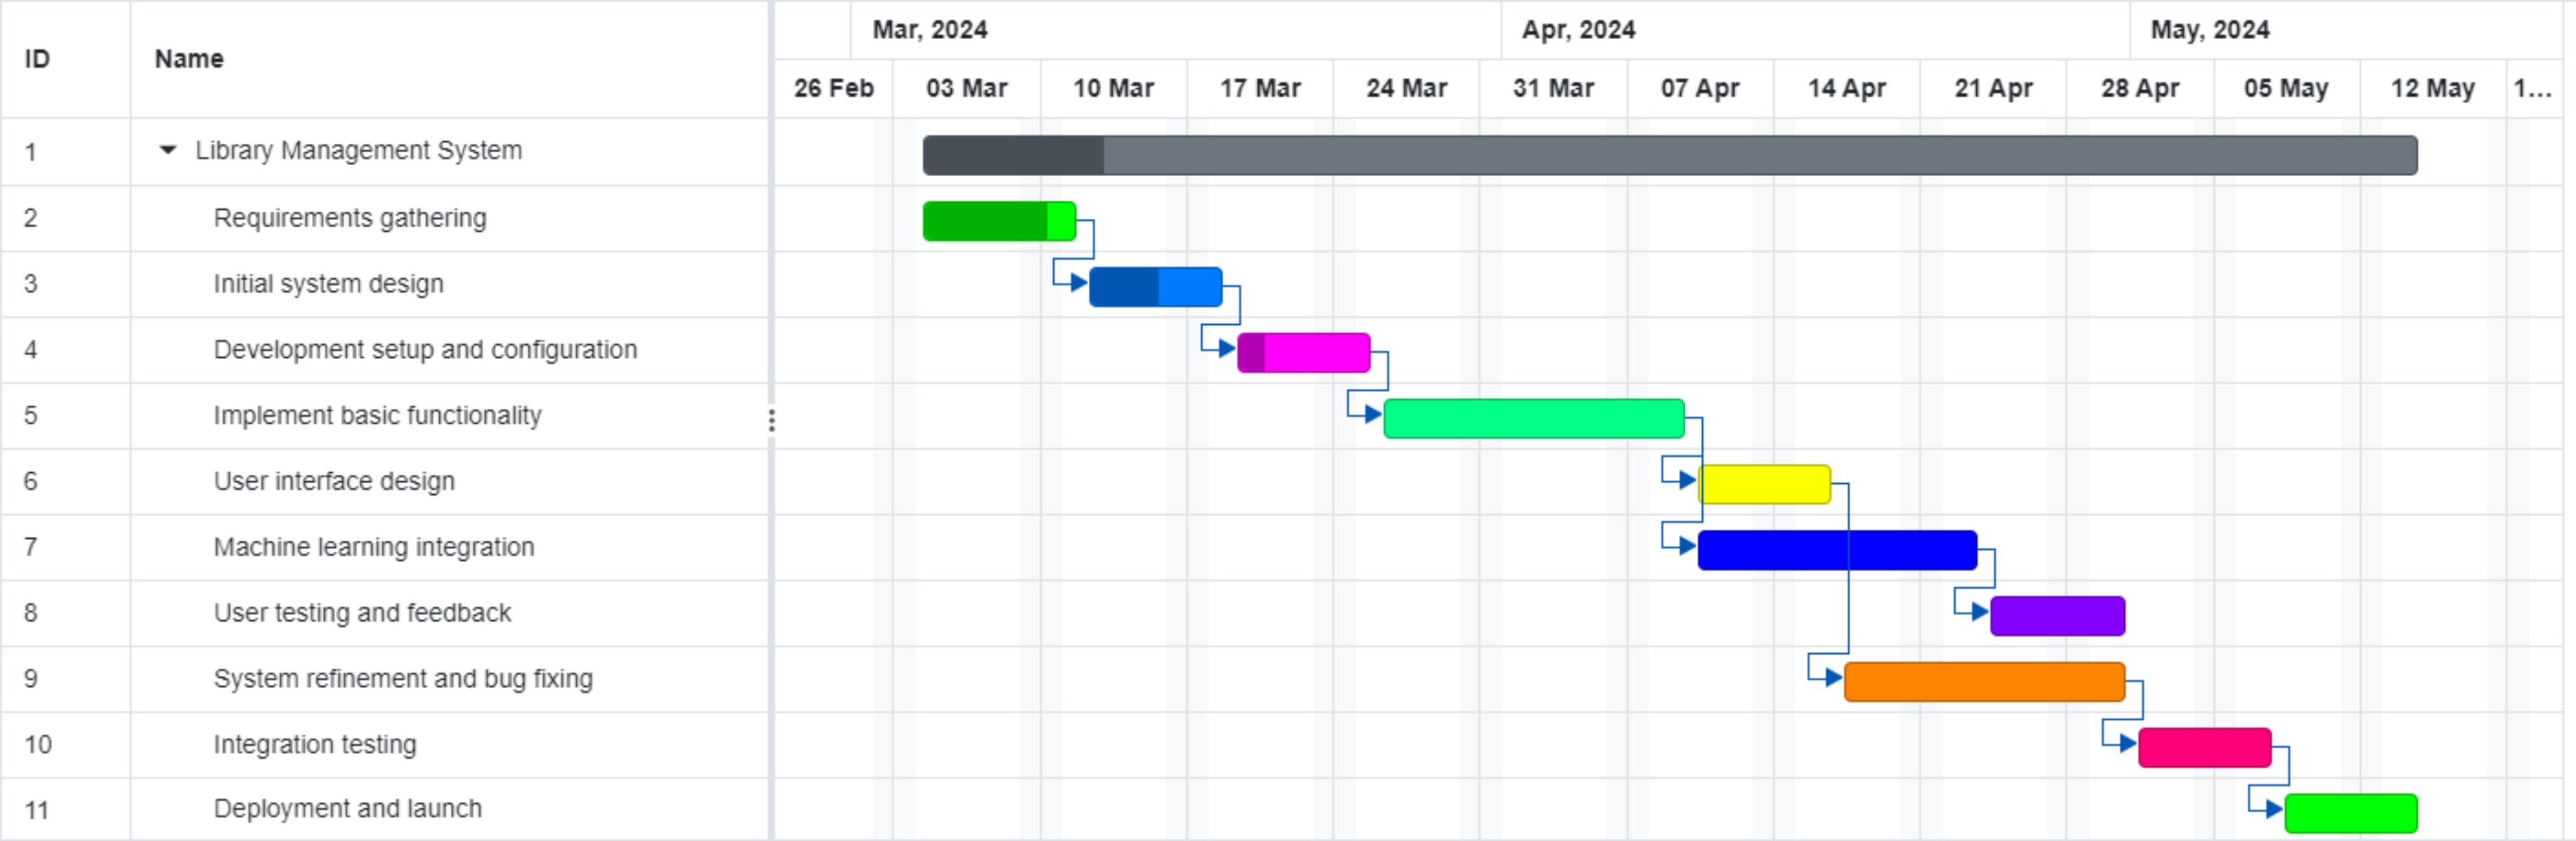 ID Name Mar, 2024 Apr, 2024 May, 2024
26 Feb 03 Mar 10 Mar 17 Mar 24 Mar 31 Mar 07 Apr 14 Apr 21 Apr 28 Apr 05 May 12 May 1...
1 Library Management System
2 Requirements gathering
3 Initial system design
4 Development setup and configuration
5 Implement basic functionality
6 User interface design
7 Machine learning integration
8 User testing and feedback
9 System refinement and bug fixing
10 Integration testing
11 Deployment and launch